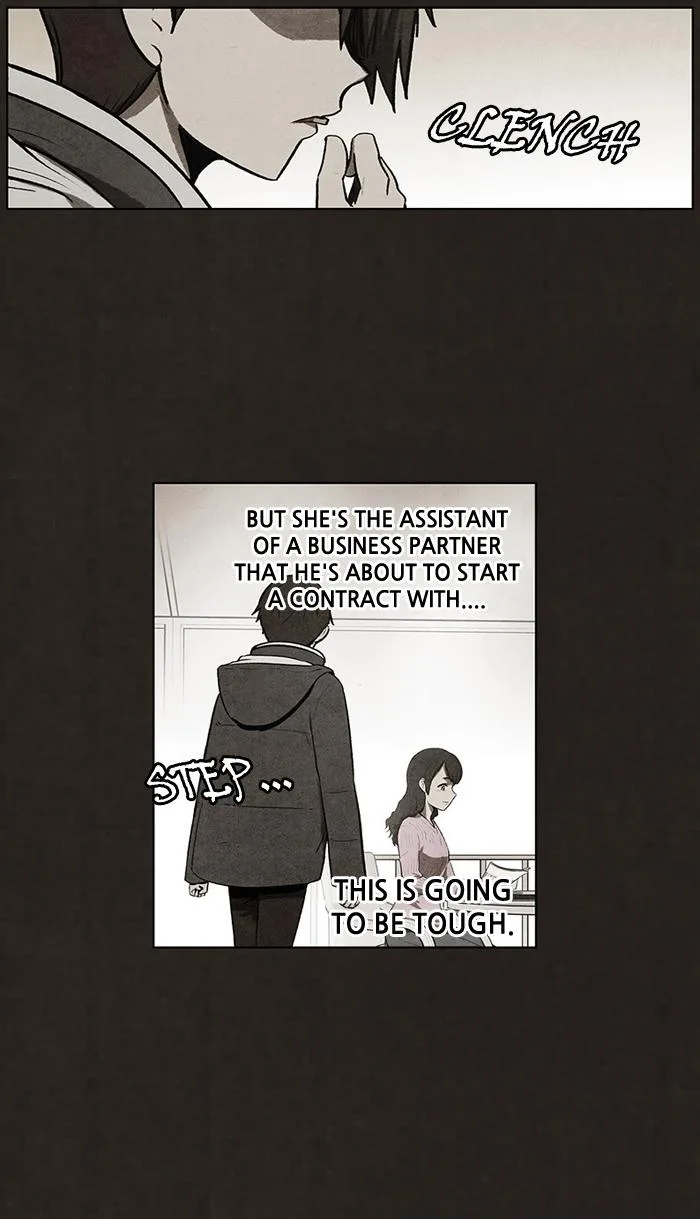 CLENCH
BUT SHE'S THE ASSISTANT
OF A BUSINESS PARTNER
THAT HE'S ABOUT TO START
A CONTRACT WITH....
STEP...
THIS IS GOING
TO BE TOUGH.